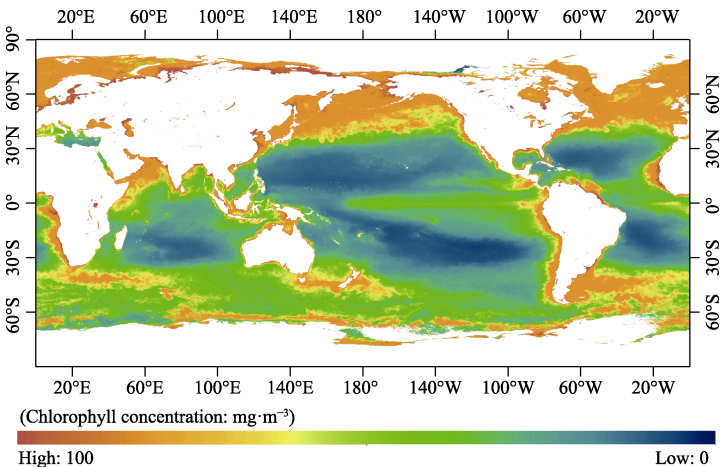 20°E 60°E 100°E 140°E 180° 140°W 100°W 60°W 20°W
90° 60°N 30°N 0° 30°S 60°S
60°N 30°N 0° 30°S 60°S
20°E 60°E 100°E 140°E 180° 140°W 100°W 60°W 20°W
(Chlorophyll concentration: mg·m⁻³)
High: 100 Low: 0